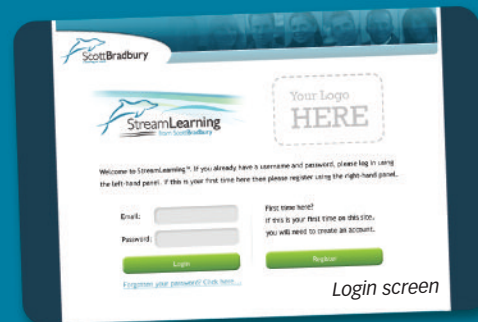 ScottBradbury
Your Logo
HERE
StreamLearning
from ScottBradbury
Welcome to StreamLearning™. If you already have a username and password, please log in using
the left-hand panel. If this is your first time here then please register using the right-hand panel.
First time here?
If this is your first time on this site,
you will need to create an account.
Email:
Password:
Login
Register
Forgotten your password? Click here...
Login screen